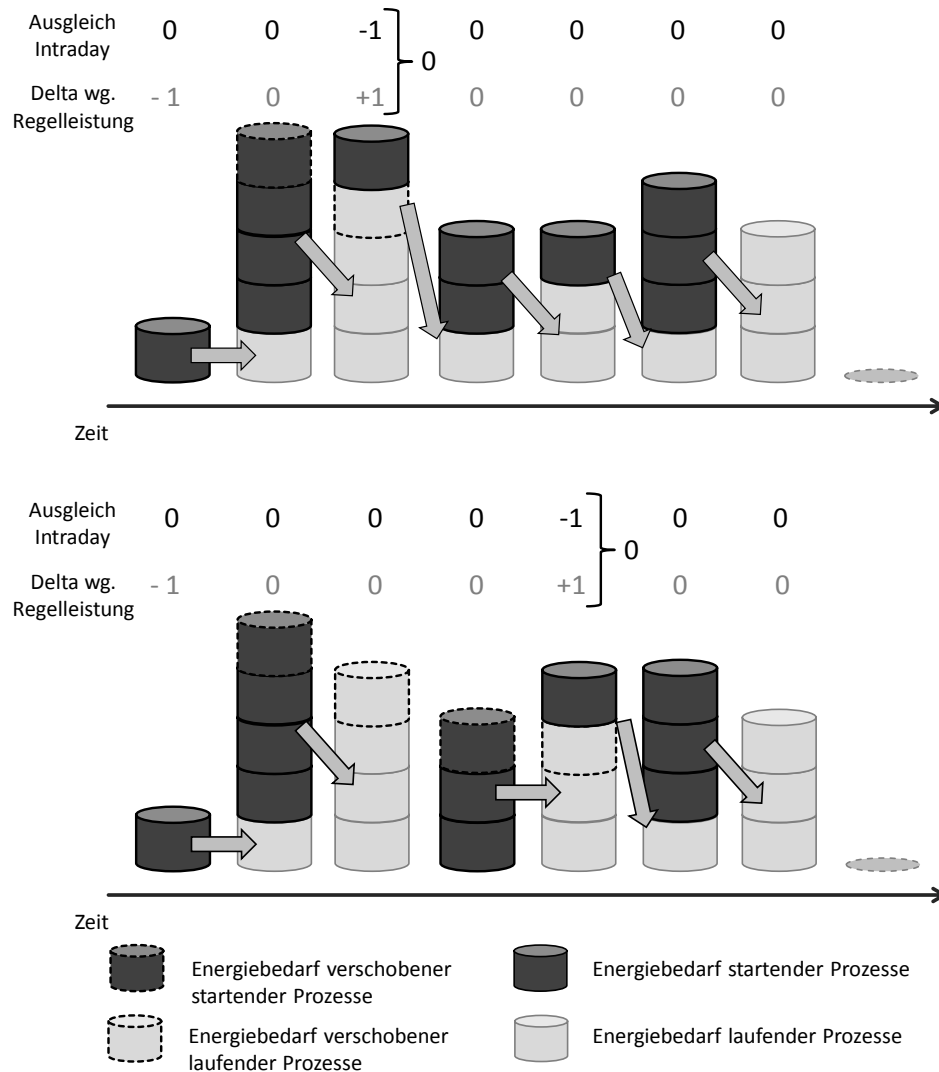 Ausgleich
Intraday
0 0 -1 0 0 0 0
0
Delta wg.
Regelleistung
- 1 0 +1 0 0 0 0
Zeit
Ausgleich
Intraday
0 0 0 0 -1 0 0
0
Delta wg.
Regelleistung
- 1 0 0 0 +1 0 0
Zeit
Energiebedarf verschobener
startender Prozesse
Energiebedarf startender Prozesse
Energiebedarf verschobener
laufender Prozesse
Energiebedarf laufender Prozesse